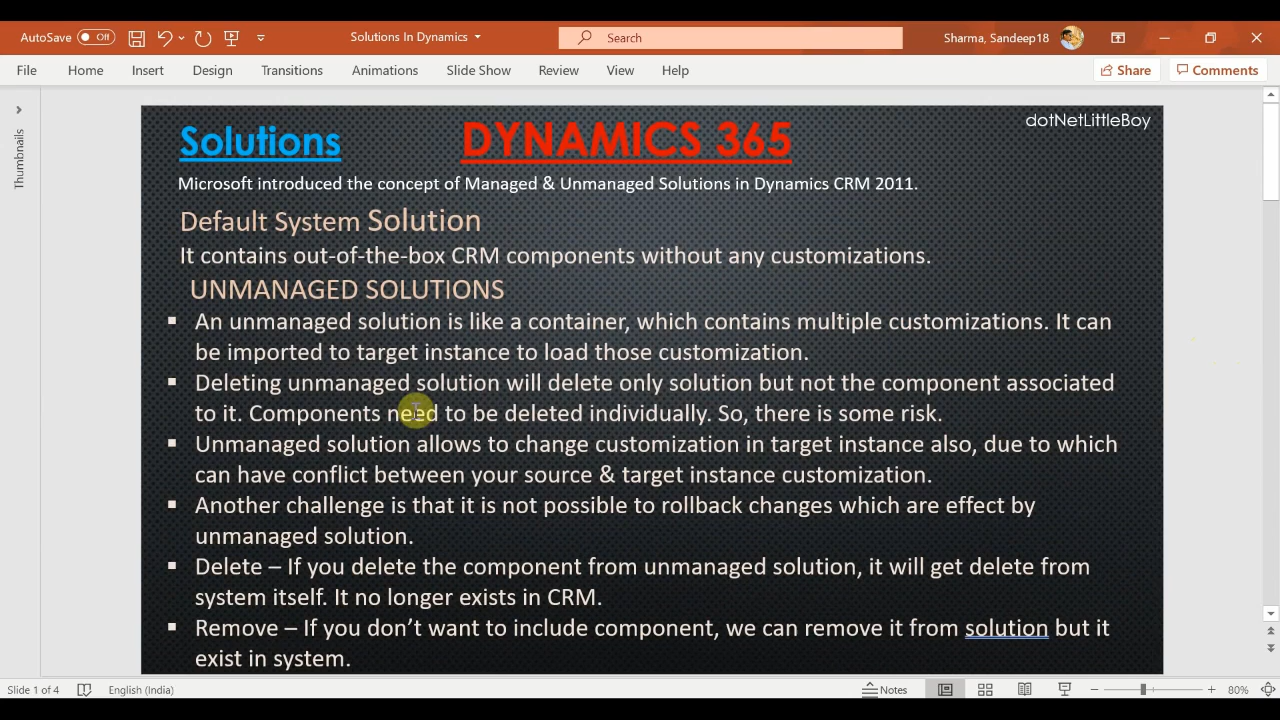 AutoSave Off
Solutions In Dynamics
Search
Sharma, Sandeep18
File Home Insert Design Transitions Animations Slide Show Review View Help
Share Comments
Thumbnails
dotNetLittleBoy
Solutions DYNAMICS 365
Microsoft introduced the concept of Managed & Unmanaged Solutions in Dynamics CRM 2011.
Default System Solution
It contains out-of-the-box CRM components without any customizations.
UNMANAGED SOLUTIONS
▪ An unmanaged solution is like a container, which contains multiple customizations. It can
be imported to target instance to load those customization.
▪ Deleting unmanaged solution will delete only solution but not the component associated
to it. Components need to be deleted individually. So, there is some risk.
▪ Unmanaged solution allows to change customization in target instance also, due to which
can have conflict between your source & target instance customization.
▪ Another challenge is that it is not possible to rollback changes which are effect by
unmanaged solution.
▪ Delete – If you delete the component from unmanaged solution, it will get delete from
system itself. It no longer exists in CRM.
▪ Remove – If you don’t want to include component, we can remove it from solution but it
exist in system.
Slide 1 of 4 English (India) Notes 80%